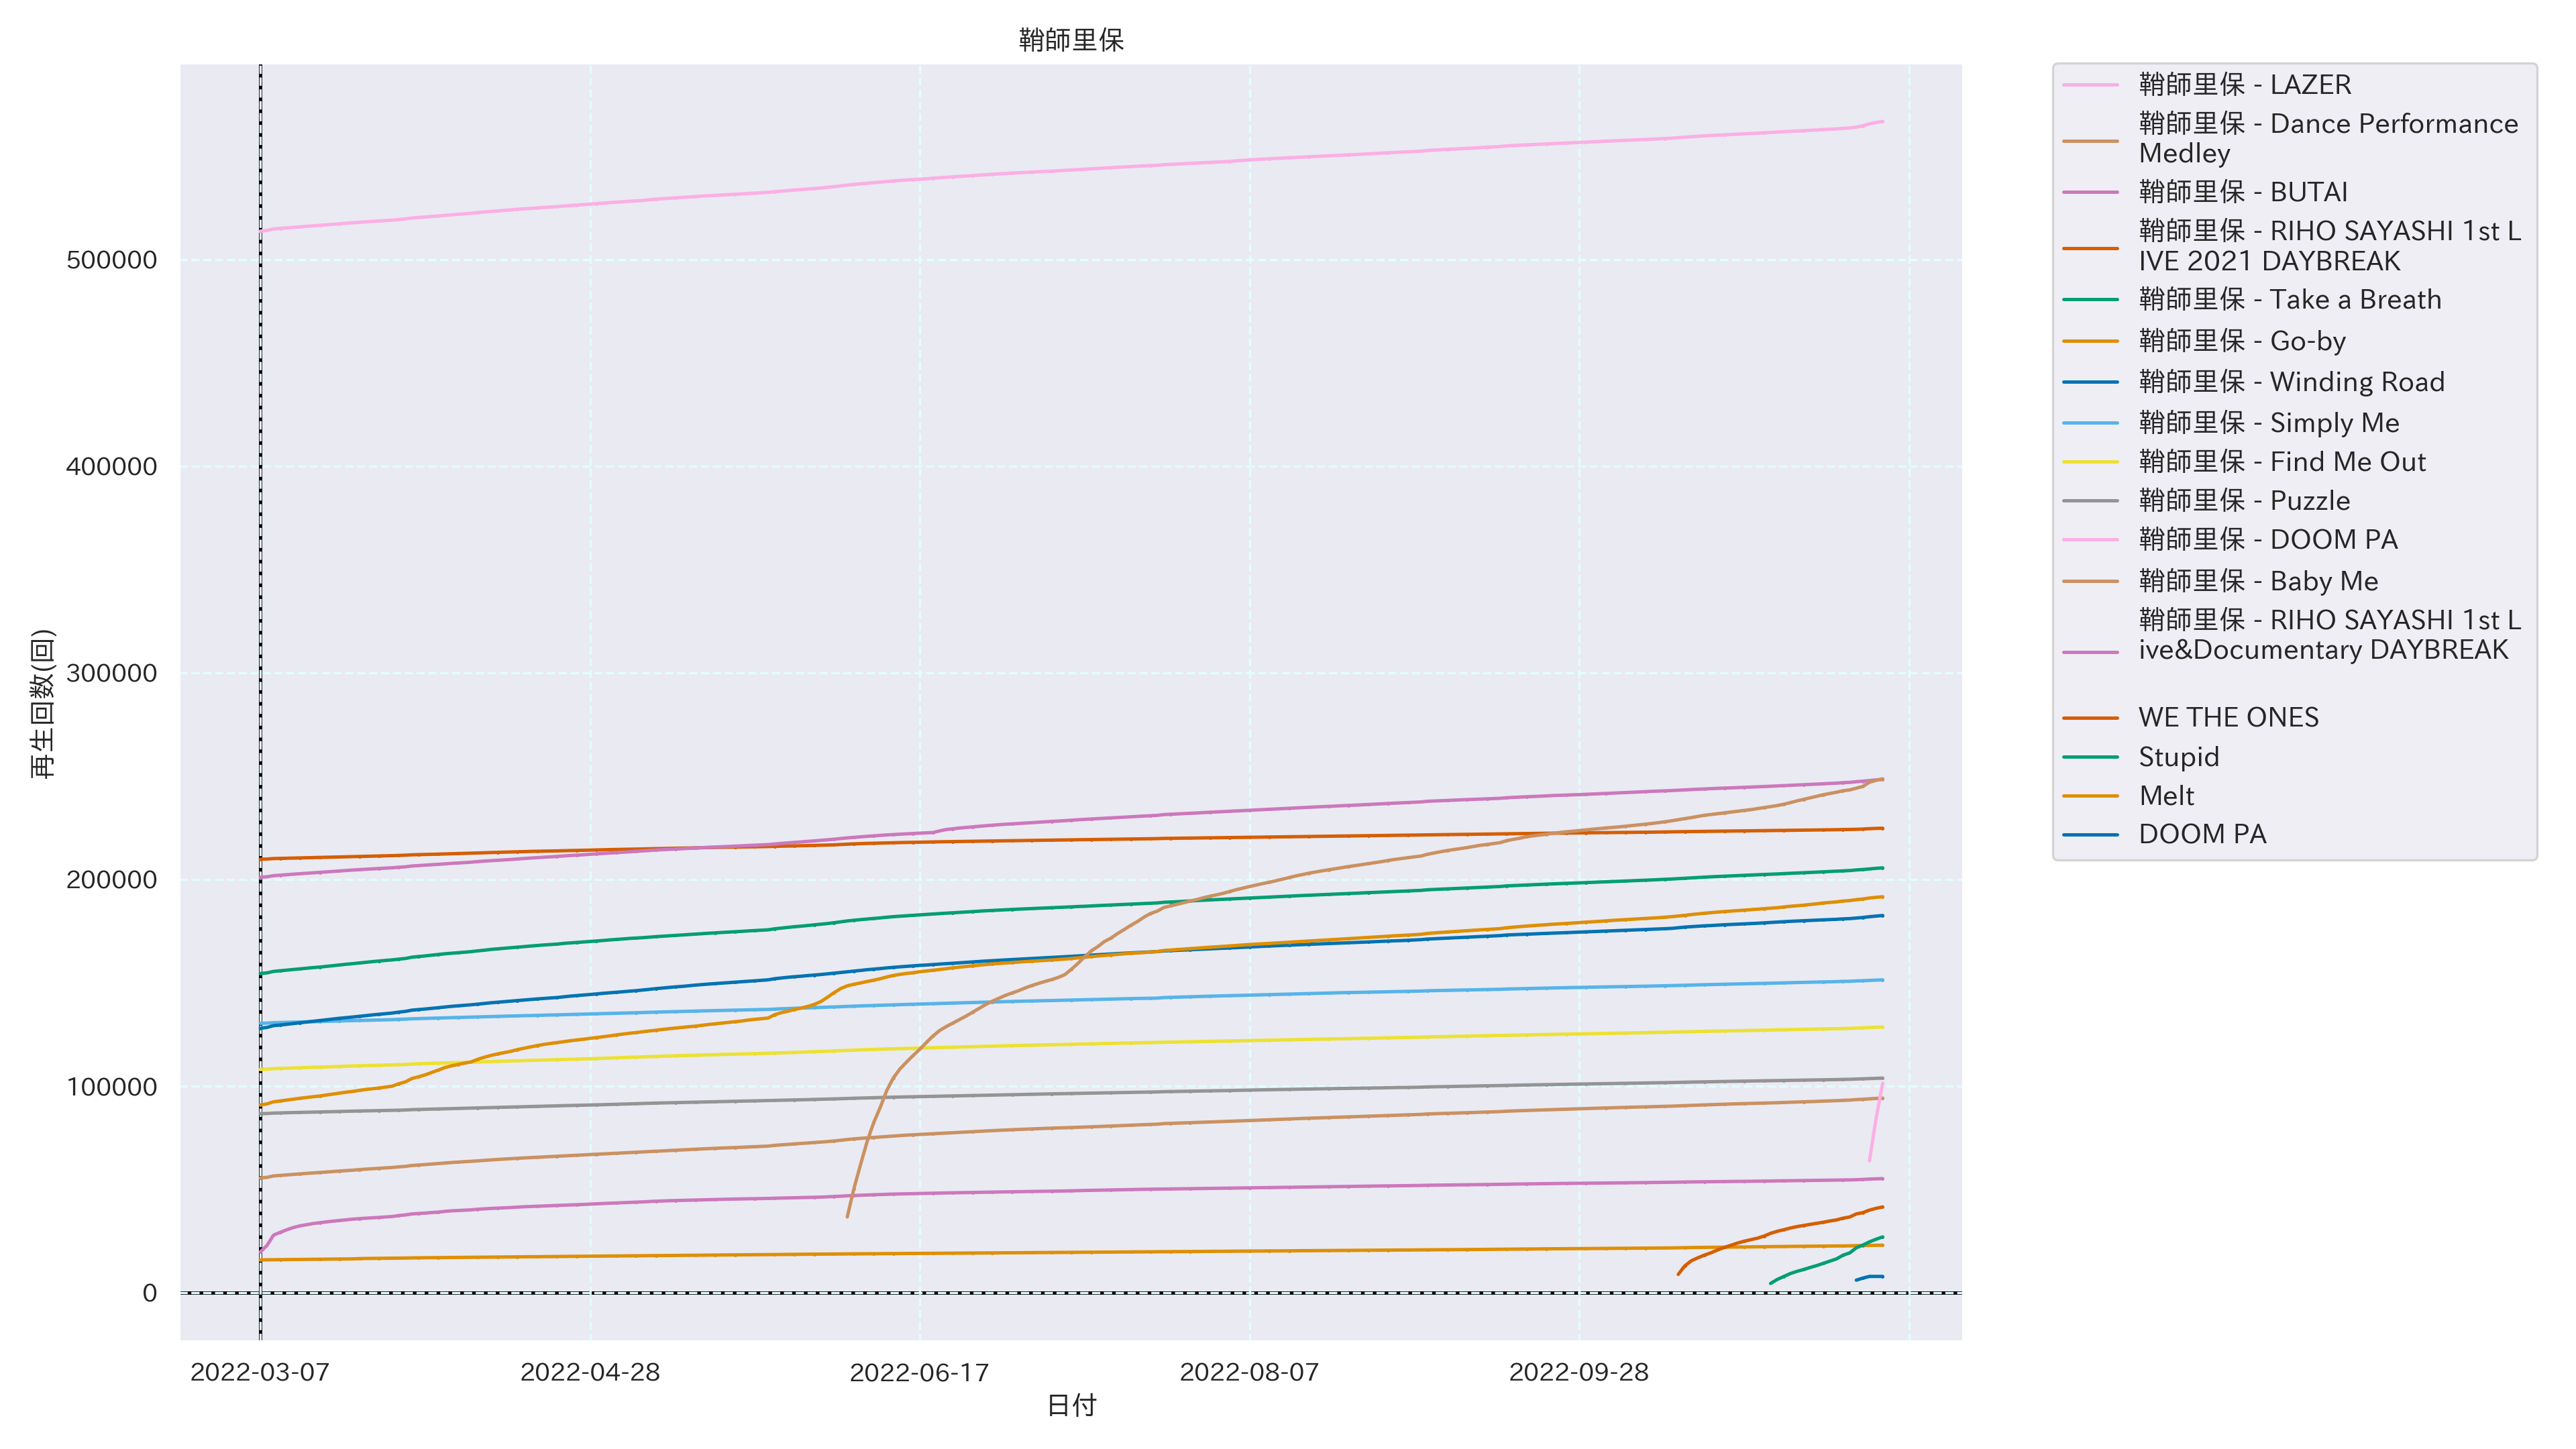 鞘師里保
再生回数(回)
500000
400000
300000
200000
100000
0
2022-03-07
2022-04-28
2022-06-17
2022-08-07
2022-09-28
日付
鞘師里保 - LAZER
鞘師里保 - Dance Performance
Medley
鞘師里保 - BUTAI
鞘師里保 - RIHO SAYASHI 1st L
IVE 2021 DAYBREAK
鞘師里保 - Take a Breath
鞘師里保 - Go-by
鞘師里保 - Winding Road
鞘師里保 - Simply Me
鞘師里保 - Find Me Out
鞘師里保 - Puzzle
鞘師里保 - DOOM PA
鞘師里保 - Baby Me
鞘師里保 - RIHO SAYASHI 1st L
ive&Documentary DAYBREAK
WE THE ONES
Stupid
Melt
DOOM PA